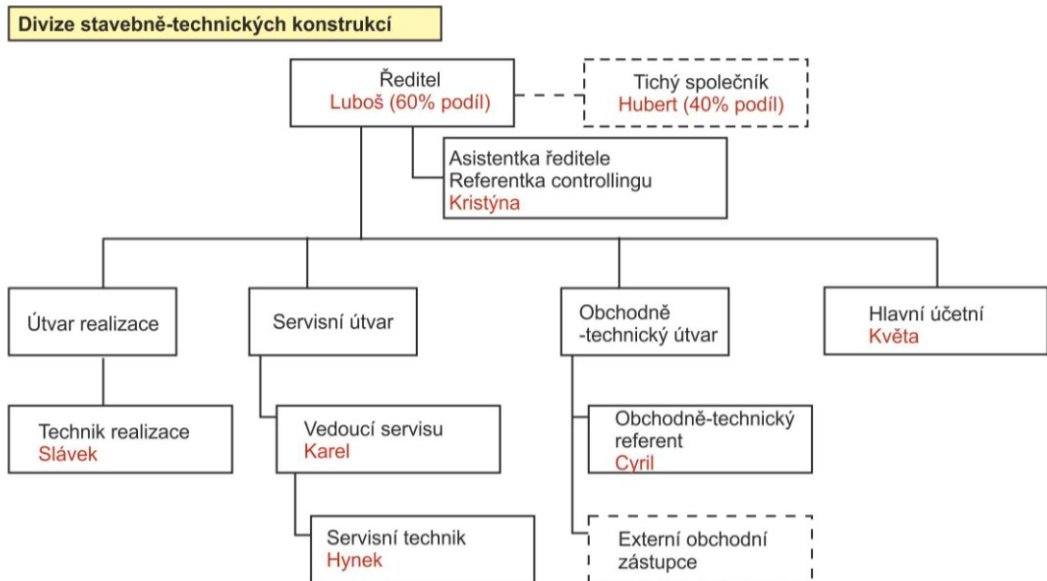 Divize stavebně-technických konstrukcí
Ředitel
Luboš (60% podíl)
Tichý společník
Hubert (40% podíl)
Asistentka ředitele
Referentka controllingu
Kristýna
Útvar realizace
Servisní útvar
Obchodně
-technický útvar
Hlavní účetní
Květa
Technik realizace
Slávek
Vedoucí servisu
Karel
Obchodně-technický
referent
Cyril
Servisní technik
Hynek
Externí obchodní
zástupce